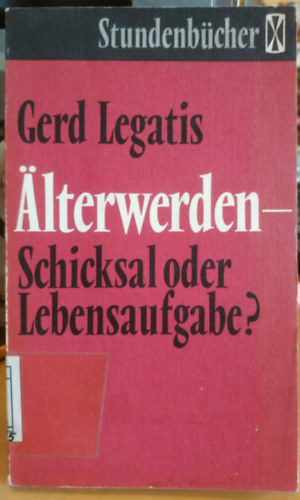 Stundenbücher
Gerd Legatis
Älterwerden–
Schicksal oder
Lebensaufgabe?